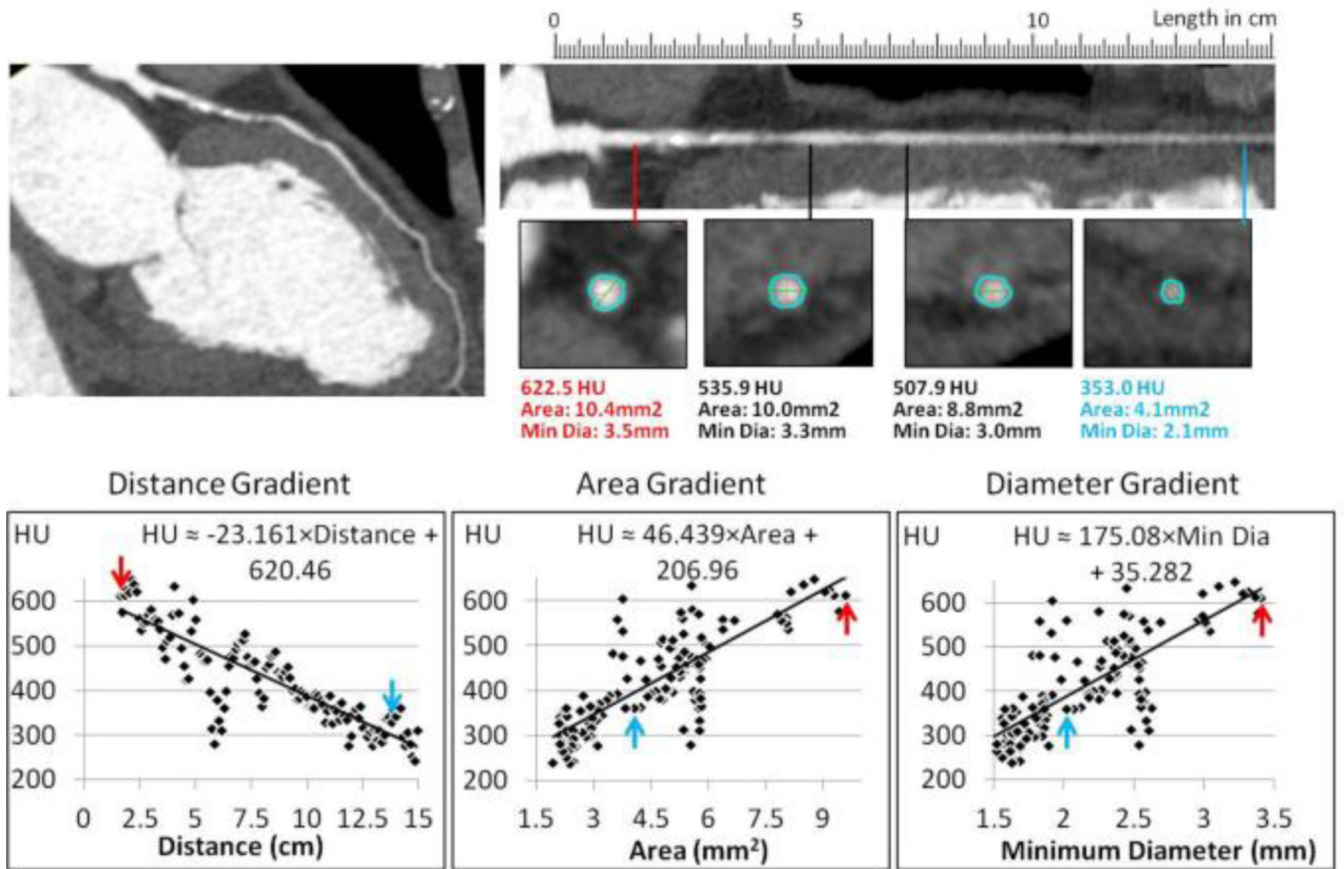 0 5 10 Length in cm
622.5 HU
Area: 10.4mm2
Min Dia: 3.5mm
535.9 HU
Area: 10.0mm2
Min Dia: 3.3mm
507.9 HU
Area: 8.8mm2
Min Dia: 3.0mm
353.0 HU
Area: 4.1mm2
Min Dia: 2.1mm
Distance Gradient
HU HU ≈ -23.161×Distance +
620.46
600
500
400
300
200
0 2.5 5 7.5 10 12.5 15
Distance (cm)
Area Gradient
HU HU ≈ 46.439×Area +
206.96
600
500
400
300
200
1.5 3 4.5 6 7.5 9
Area (mm²)
Diameter Gradient
HU HU ≈ 175.08×Min Dia
+ 35.282
600
500
400
300
200
1.5 2 2.5 3 3.5
Minimum Diameter (mm)